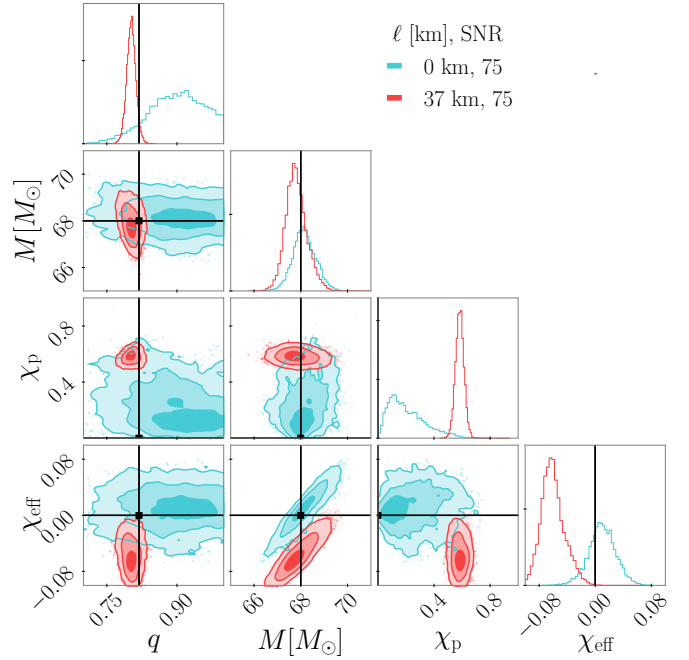 ℓ [km], SNR
0 km, 75
37 km, 75
M[M⊙]
70
68
66
χp
0.8
0.4
χeff
0.08
0.00
−0.08
0.75 0.90
66 68 70
0.4 0.8
−0.08 0.00 0.08
q
M[M⊙]
χp
χeff